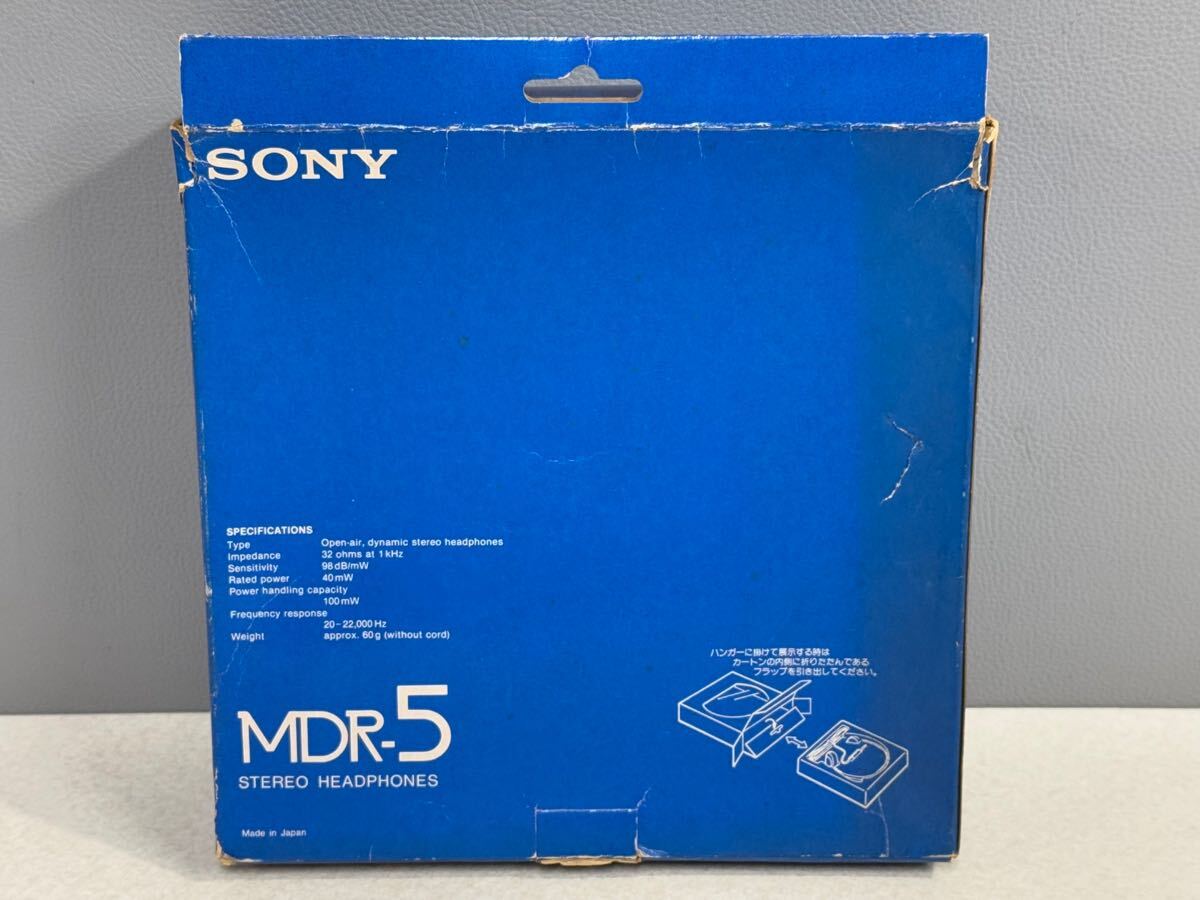 SONY
SPECIFICATIONS
Type Open-air, dynamic stereo headphones
Impedance 32 ohms at 1 kHz
Sensitivity 98 dB/mW
Rated power 40 mW
Power handling capacity
100 mW
Frequency response
20–22,000 Hz
Weight approx. 60 g (without cord)
ハンガーに掛けて展示する時は
カートンの内側に折りたたんである
フラップを引き出してください。
MDR-5
STEREO HEADPHONES
Made in Japan